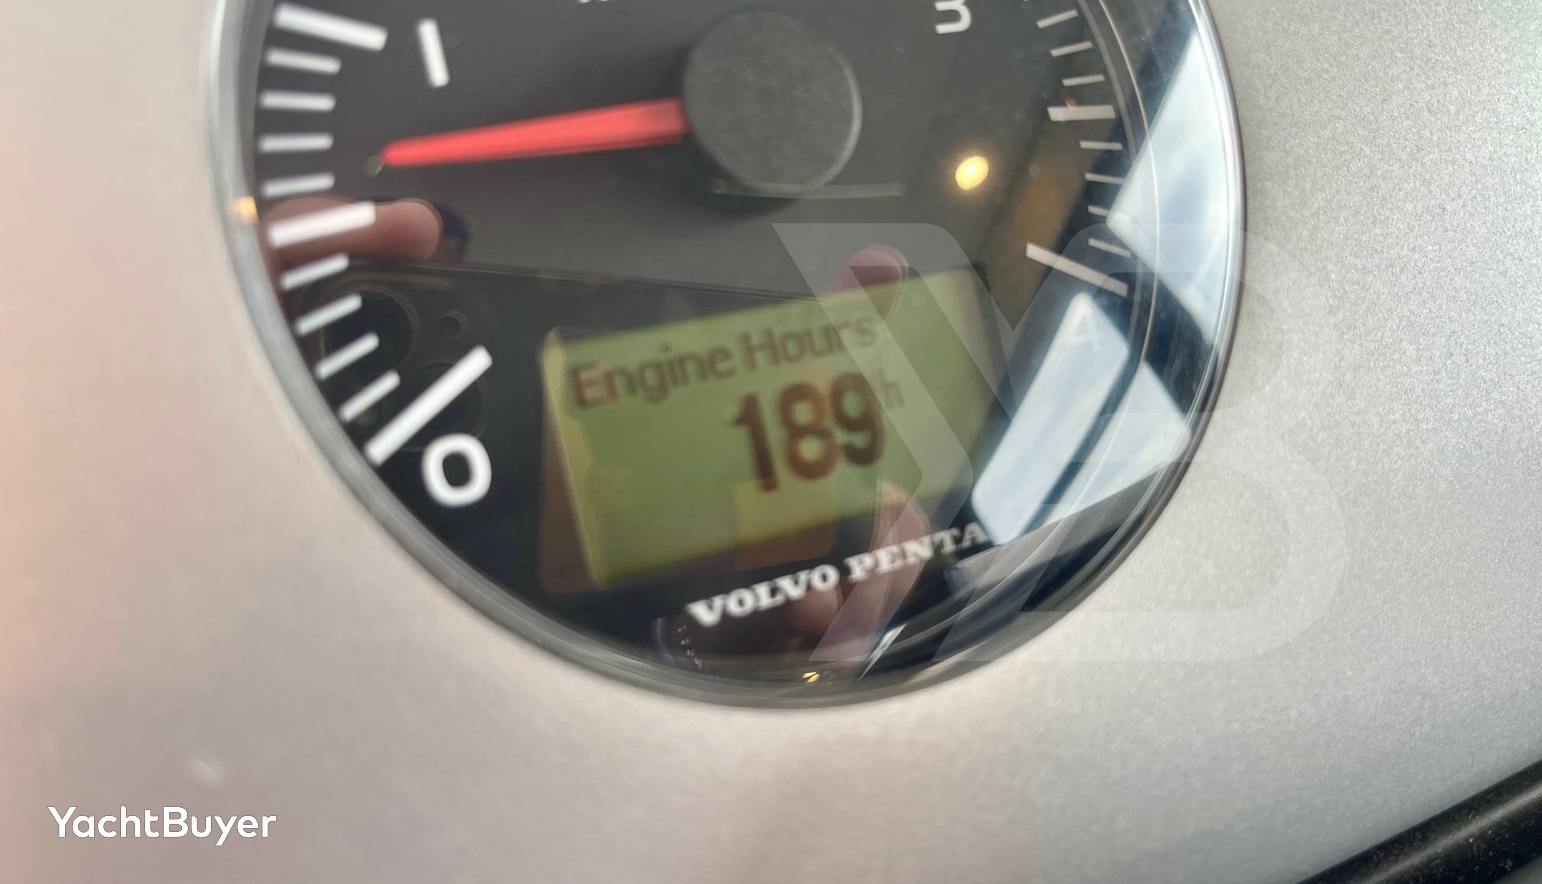 1
3
Engine Hours:
189h
4
0
VOLVO PENTA
YachtBuyer